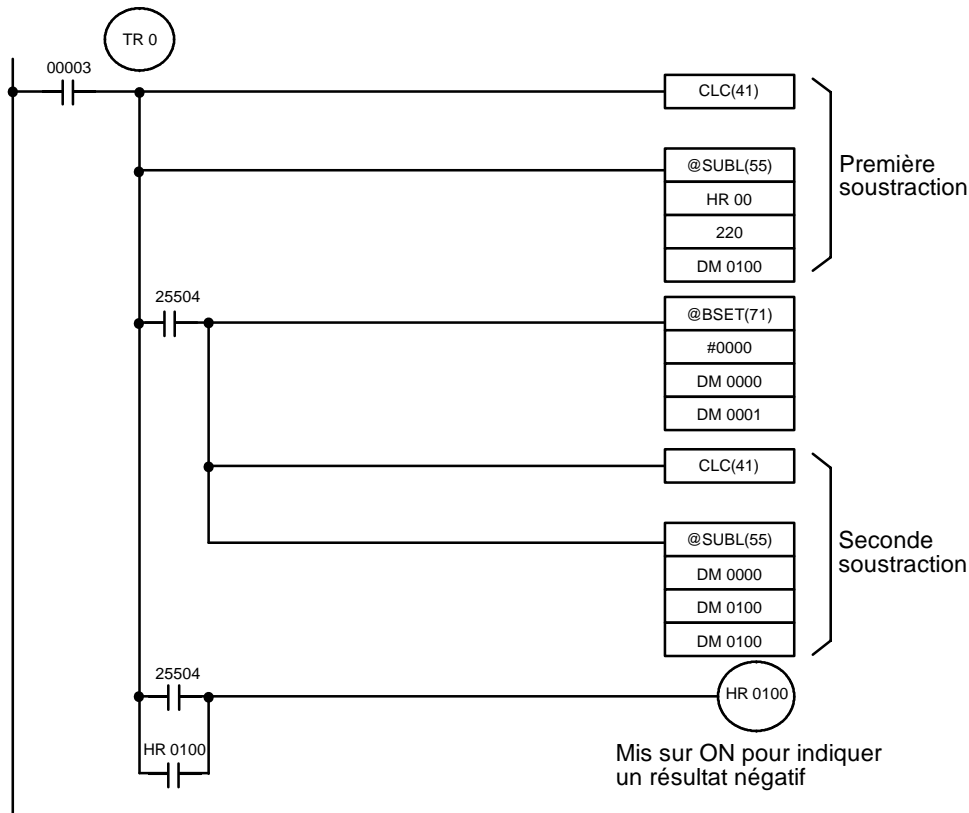 TR 0
00003
CLC(41)
@SUBL(55)
HR 00
220
DM 0100
Première
soustraction
25504
@BSET(71)
#0000
DM 0000
DM 0001
CLC(41)
@SUBL(55)
DM 0000
DM 0100
DM 0100
Seconde
soustraction
25504
HR 0100
HR 0100
Mis sur ON pour indiquer
un résultat négatif